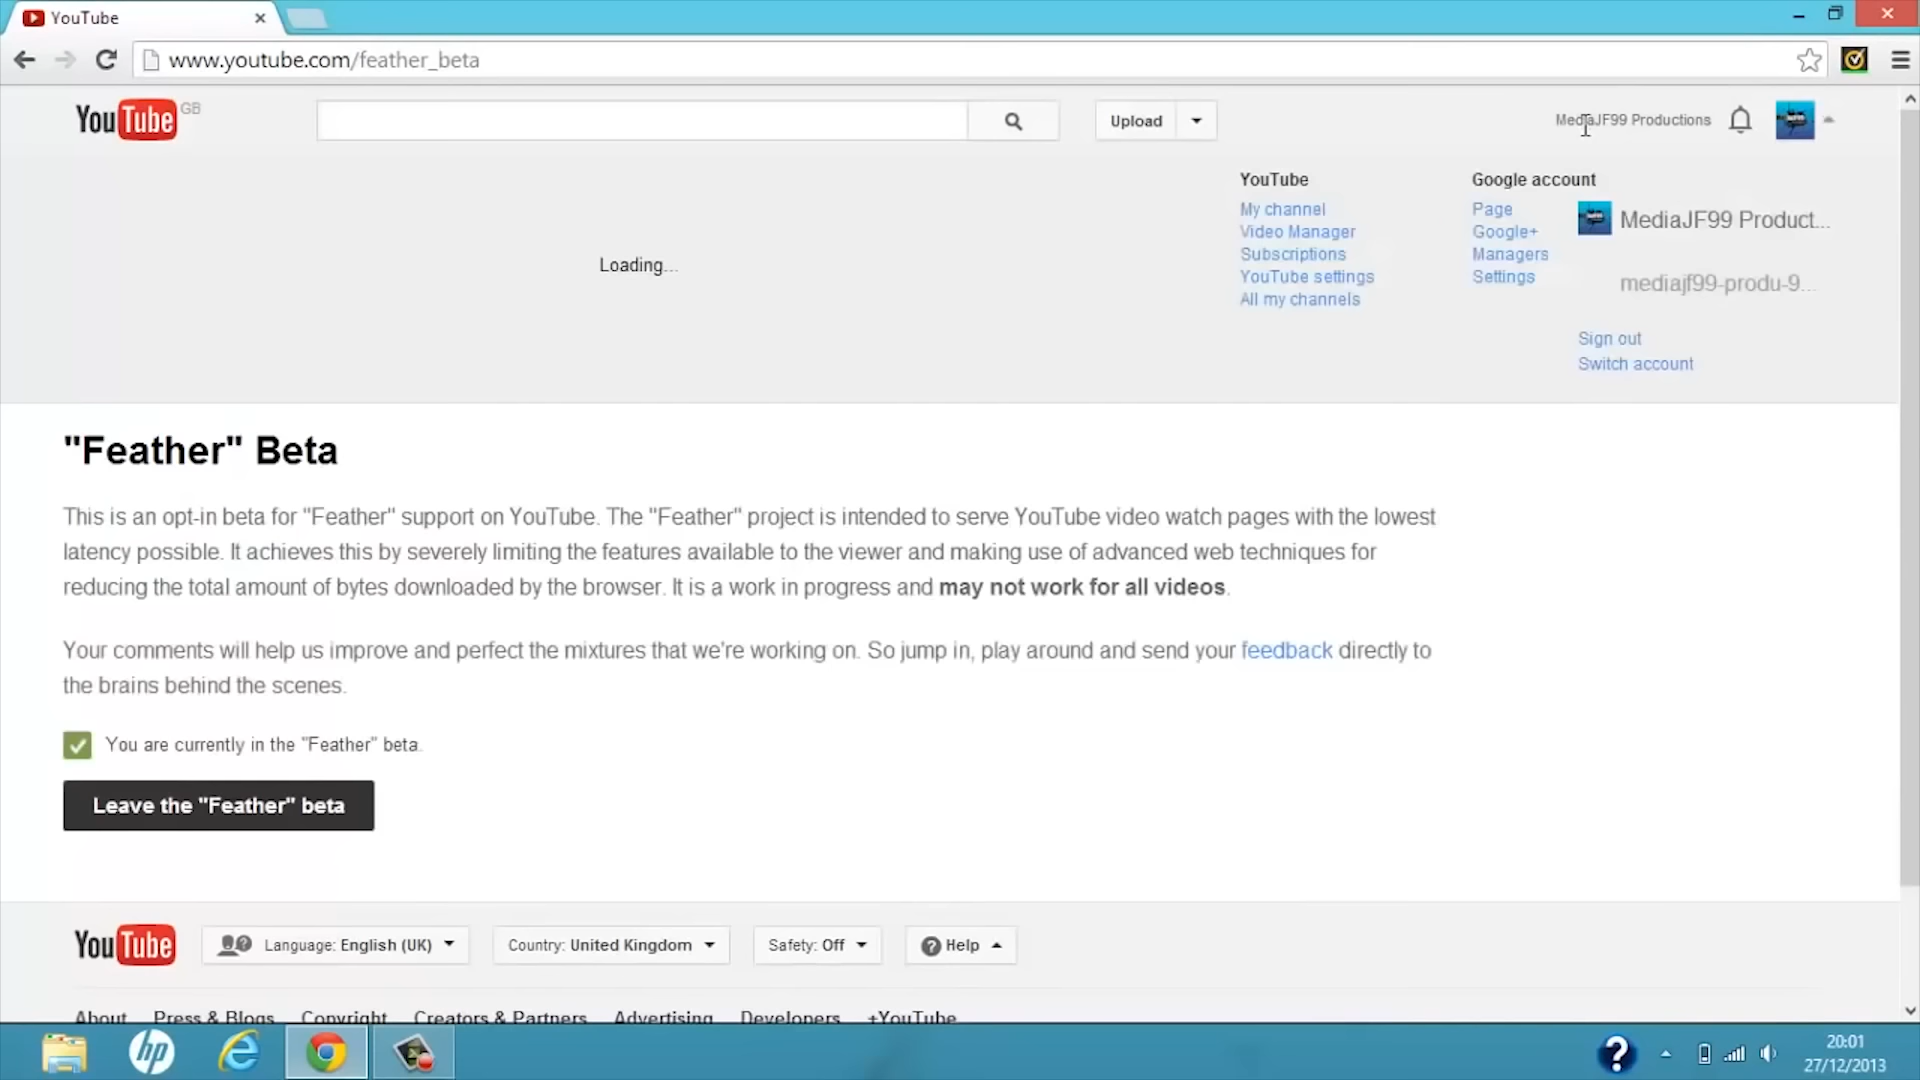 YouTube
www.youtube.com/feather_beta
YouTube GB
Upload
MediaJF99 Productions
YouTube
My channel
Video Manager
Subscriptions
YouTube settings
All my channels
Google account
Page
Google+
Managers
Settings
MediaJF99 Product...
mediajf99-produ-9...
Sign out
Switch account
Loading...
"Feather" Beta
This is an opt-in beta for "Feather" support on YouTube. The "Feather" project is intended to serve YouTube video watch pages with the lowest
latency possible. It achieves this by severely limiting the features available to the viewer and making use of advanced web techniques for
reducing the total amount of bytes downloaded by the browser. It is a work in progress and may not work for all videos.
Your comments will help us improve and perfect the mixtures that we're working on. So jump in, play around and send your feedback directly to
the brains behind the scenes.
You are currently in the "Feather" beta.
Leave the "Feather" beta
YouTube
Language: English (UK)
Country: United Kingdom
Safety: Off
Help
About Press & Blogs Copyright Creators & Partners Advertising Developers +YouTube
hp
20:01
27/12/2013